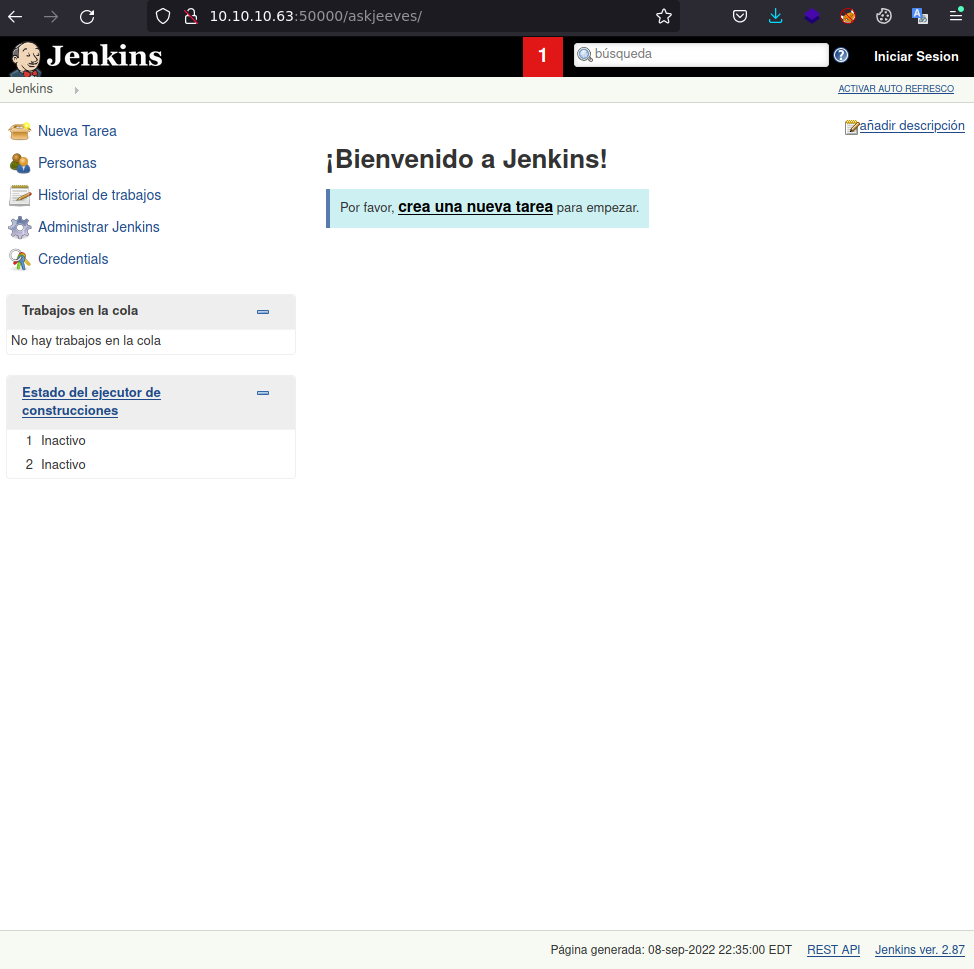 10.10.10.63:50000/askjeeves/
Jenkins
1
búsqueda
Iniciar Sesion
Jenkins
ACTIVAR AUTO REFRESCO
Nueva Tarea
Personas
Historial de trabajos
Administrar Jenkins
Credentials
Trabajos en la cola
No hay trabajos en la cola
Estado del ejecutor de
construcciones
1 Inactivo
2 Inactivo
añadir descripción
¡Bienvenido a Jenkins!
Por favor, crea una nueva tarea para empezar.
Página generada: 08-sep-2022 22:35:00 EDT REST API Jenkins ver. 2.87